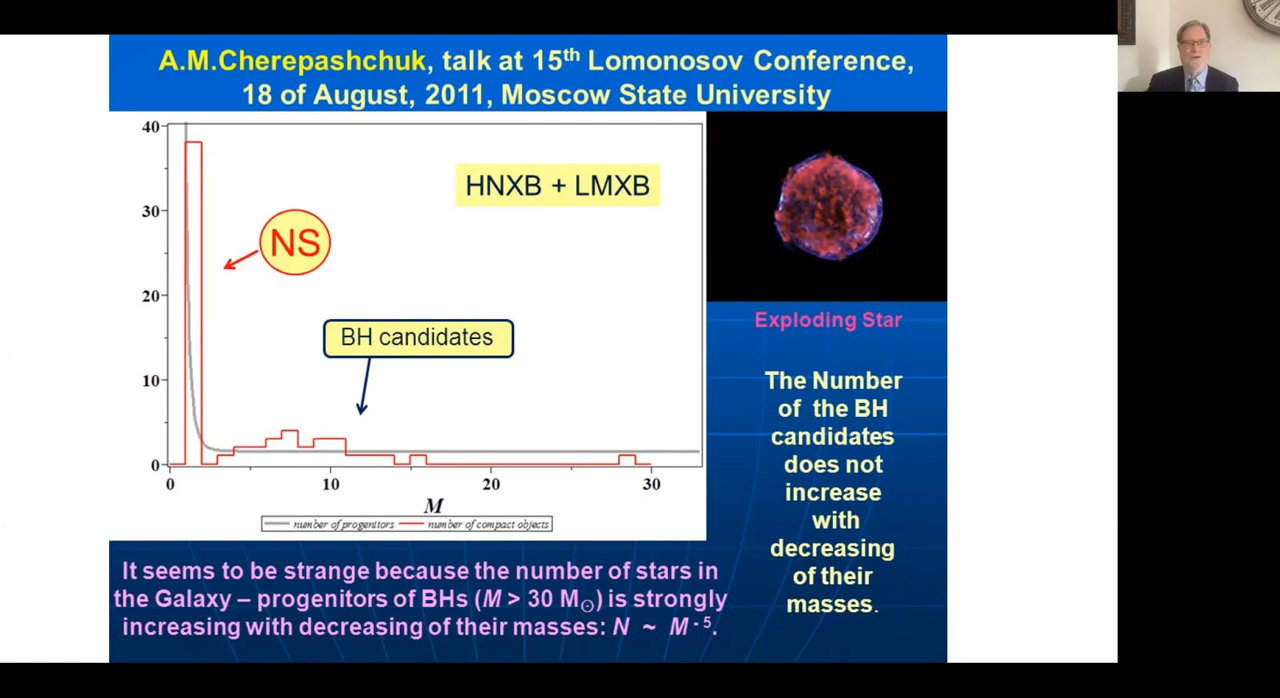 A.M.Cherepashchuk, talk at 15th Lomonosov Conference,
18 of August, 2011, Moscow State University
40
30
20
10
0
HNXB + LMXB
NS
BH candidates
0
10
20
30
M
number of progenitors
number of compact objects
Exploding Star
The Number
of the BH
candidates
does not
increase
with
decreasing
of their
masses.
It seems to be strange because the number of stars in
the Galaxy – progenitors of BHs (M > 30 M☉) is strongly
increasing with decreasing of their masses: N ~ M⁻⁵.